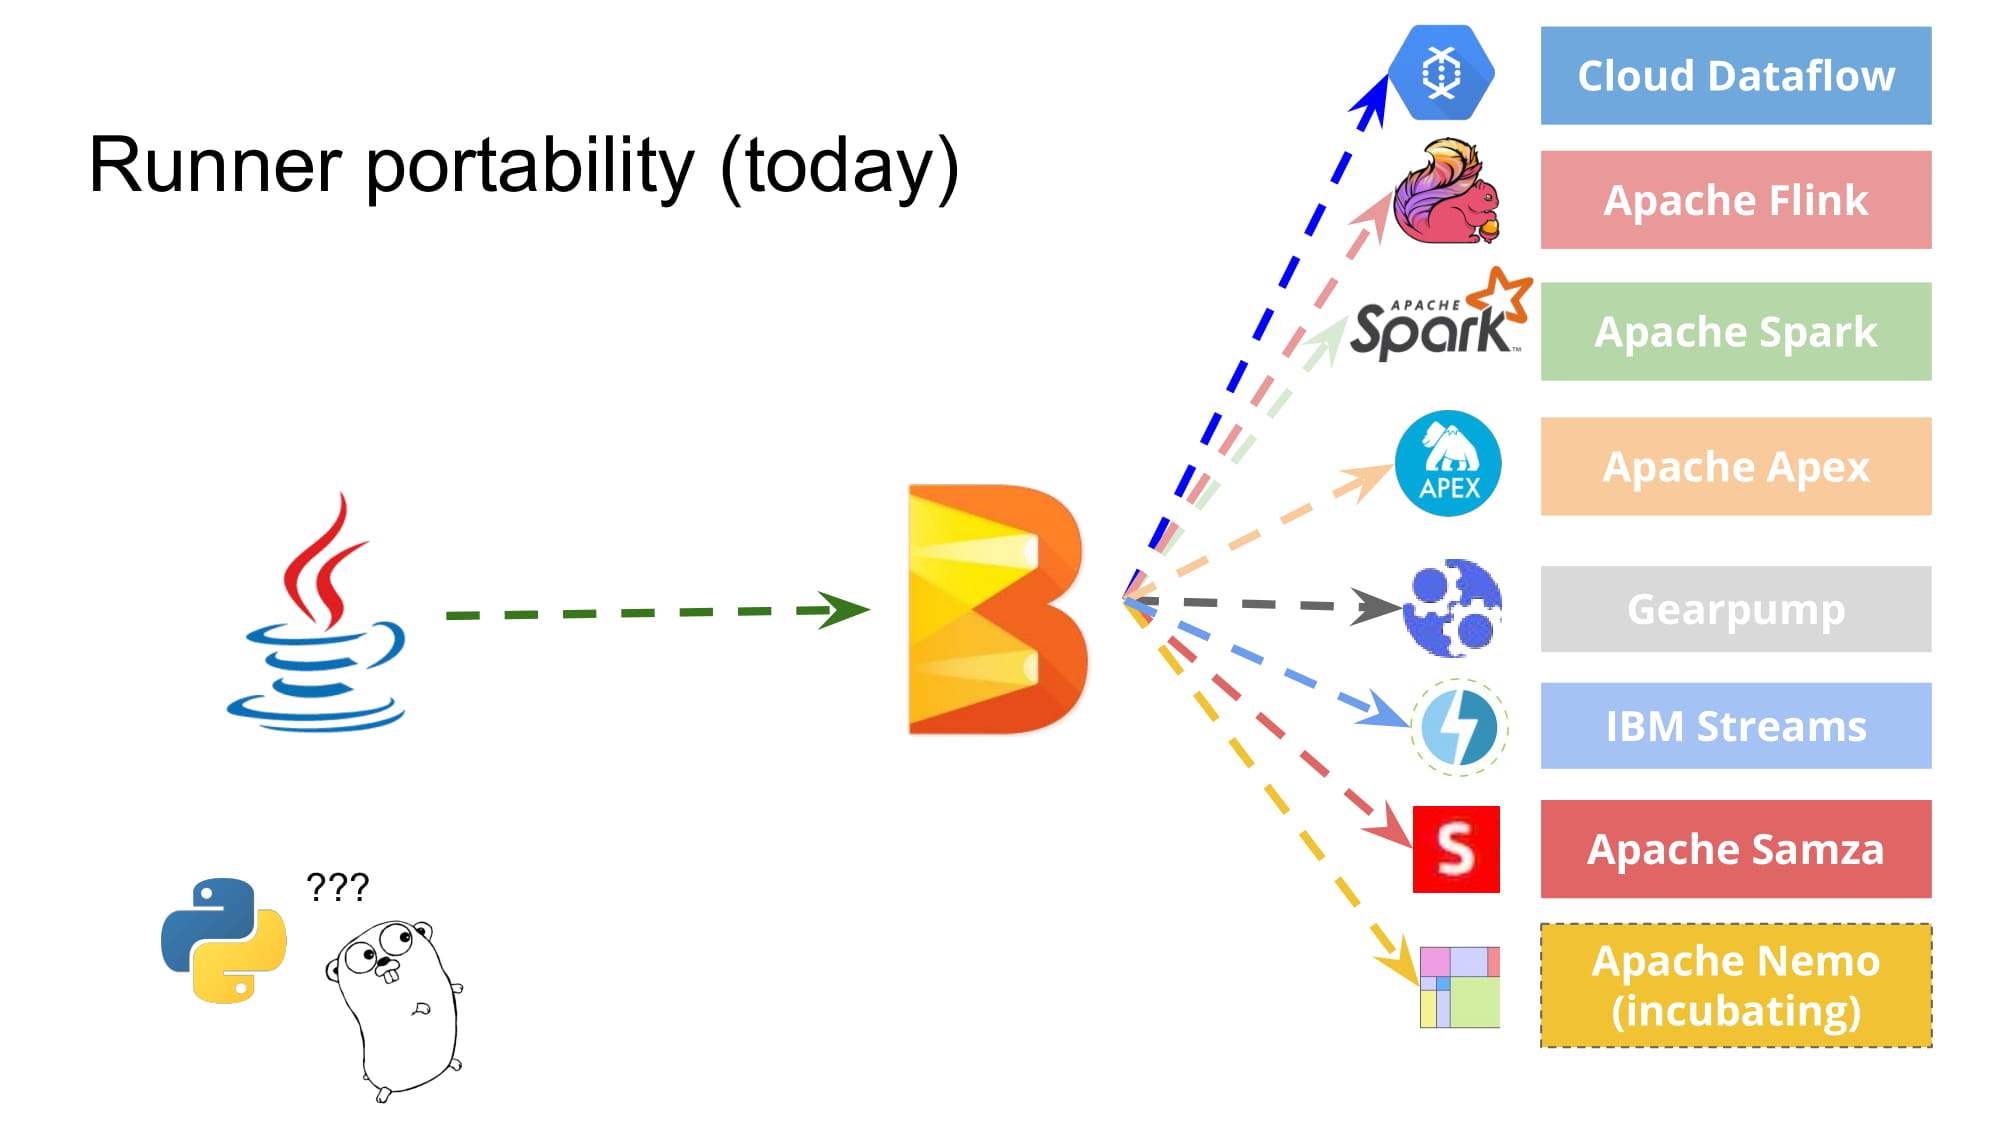 Runner portability (today)
Cloud Dataflow
Apache Flink
APACHE
Spark™
Apache Spark
APEX
Apache Apex
Gearpump
IBM Streams
S
Apache Samza
???
Apache Nemo
(incubating)